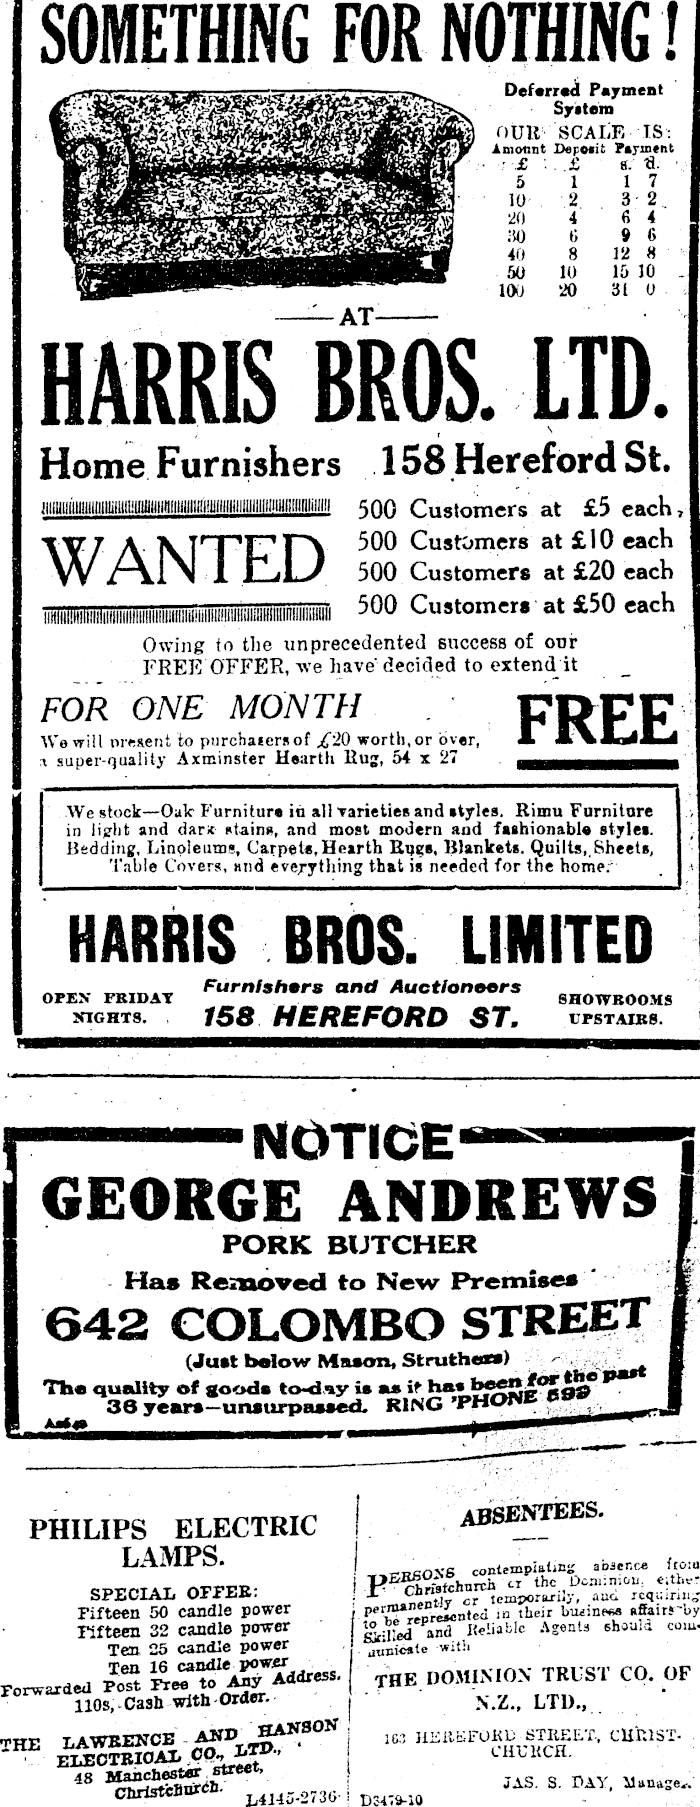 SOMETHING FOR NOTHING!
Deferred Payment
System
OUR SCALE IS:
Amount Deposit Payment
£ £ s. d.
5 1 1 7
10 2 3 2
20 4 6 4
30 6 9 6
40 8 12 8
50 10 15 10
100 20 31 0
AT
HARRIS BROS. LTD.
Home Furnishers 158 Hereford St.
WANTED
500 Customers at £5 each,
500 Customers at £10 each
500 Customers at £20 each
500 Customers at £50 each
Owing to the unprecedented success of our
FREE OFFER, we have decided to extend it
FOR ONE MONTH
We will present to purchasers of £20 worth, or over,
a super-quality Axminster Hearth Rug, 54 x 27
FREE
We stock—Oak Furniture in all varieties and styles. Rimu Furniture
in light and dark stains, and most modern and fashionable styles.
Bedding, Linoleums, Carpets, Hearth Rugs, Blankets, Quilts, Sheets,
Table Covers, and everything that is needed for the home.
HARRIS BROS. LIMITED
OPEN FRIDAY
NIGHTS.
Furnishers and Auctioneers
158 HEREFORD ST.
SHOWROOMS
UPSTAIRS.
NOTICE
GEORGE ANDREWS
PORK BUTCHER
Has Removed to New Premises
642 COLOMBO STREET
(Just below Mason, Struthers)
The quality of goods to-day is as it has been for the past
36 years—unsurpassed. RING 'PHONE 599
PHILIPS ELECTRIC
LAMPS.
SPECIAL OFFER:
Fifteen 50 candle power
Fifteen 32 candle power
Ten 25 candle power
Ten 16 candle power
Forwarded Post Free to Any Address.
110s, Cash with Order.
THE LAWRENCE AND HANSON
ELECTRICAL CO., LTD.,
48 Manchester street,
Christchurch.
L4145-2736
ABSENTEES.
PERSONS contemplating absence from
Christchurch or the Dominion, either
permanently or temporarily, and requiring
to be represented in their business affairs by
Skilled and Reliable Agents should com-
municate with
THE DOMINION TRUST CO. OF
N.Z., LTD.,
163 HEREFORD STREET, CHRIST-
CHURCH.
JAS. S. DAY, Manager.
D3479-10